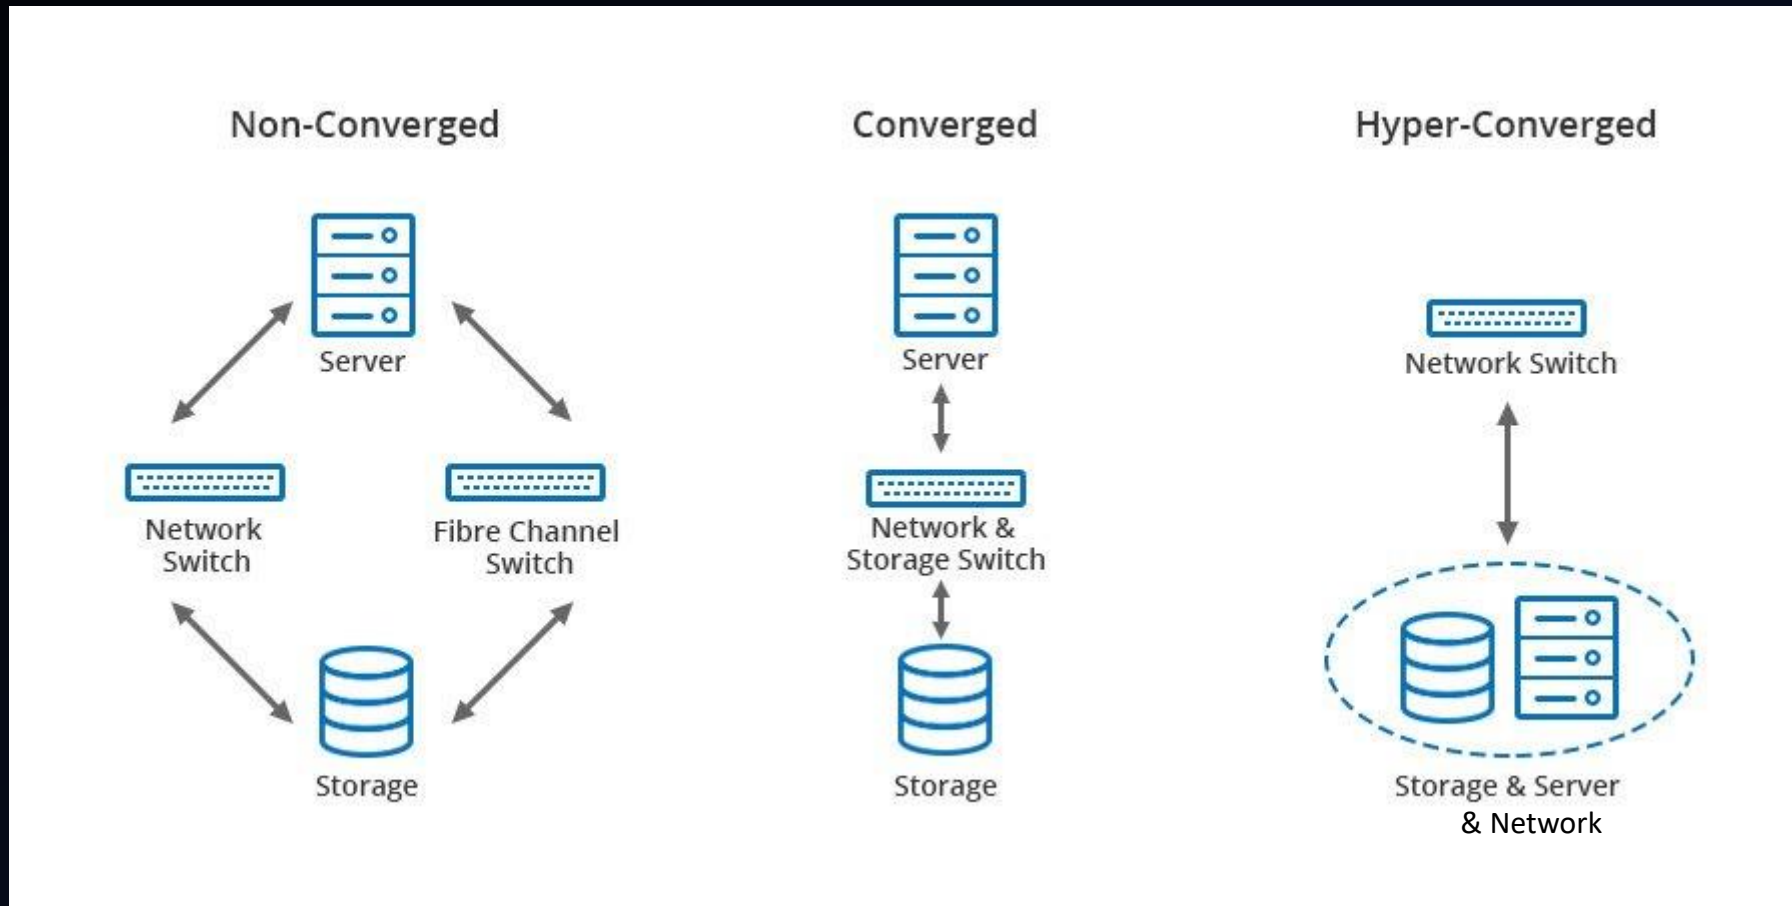 Non-Converged
Converged
Hyper-Converged
Server
Network
Switch
Fibre Channel
Switch
Storage
Server
Network &
Storage Switch
Storage
Network Switch
Storage & Server
& Network